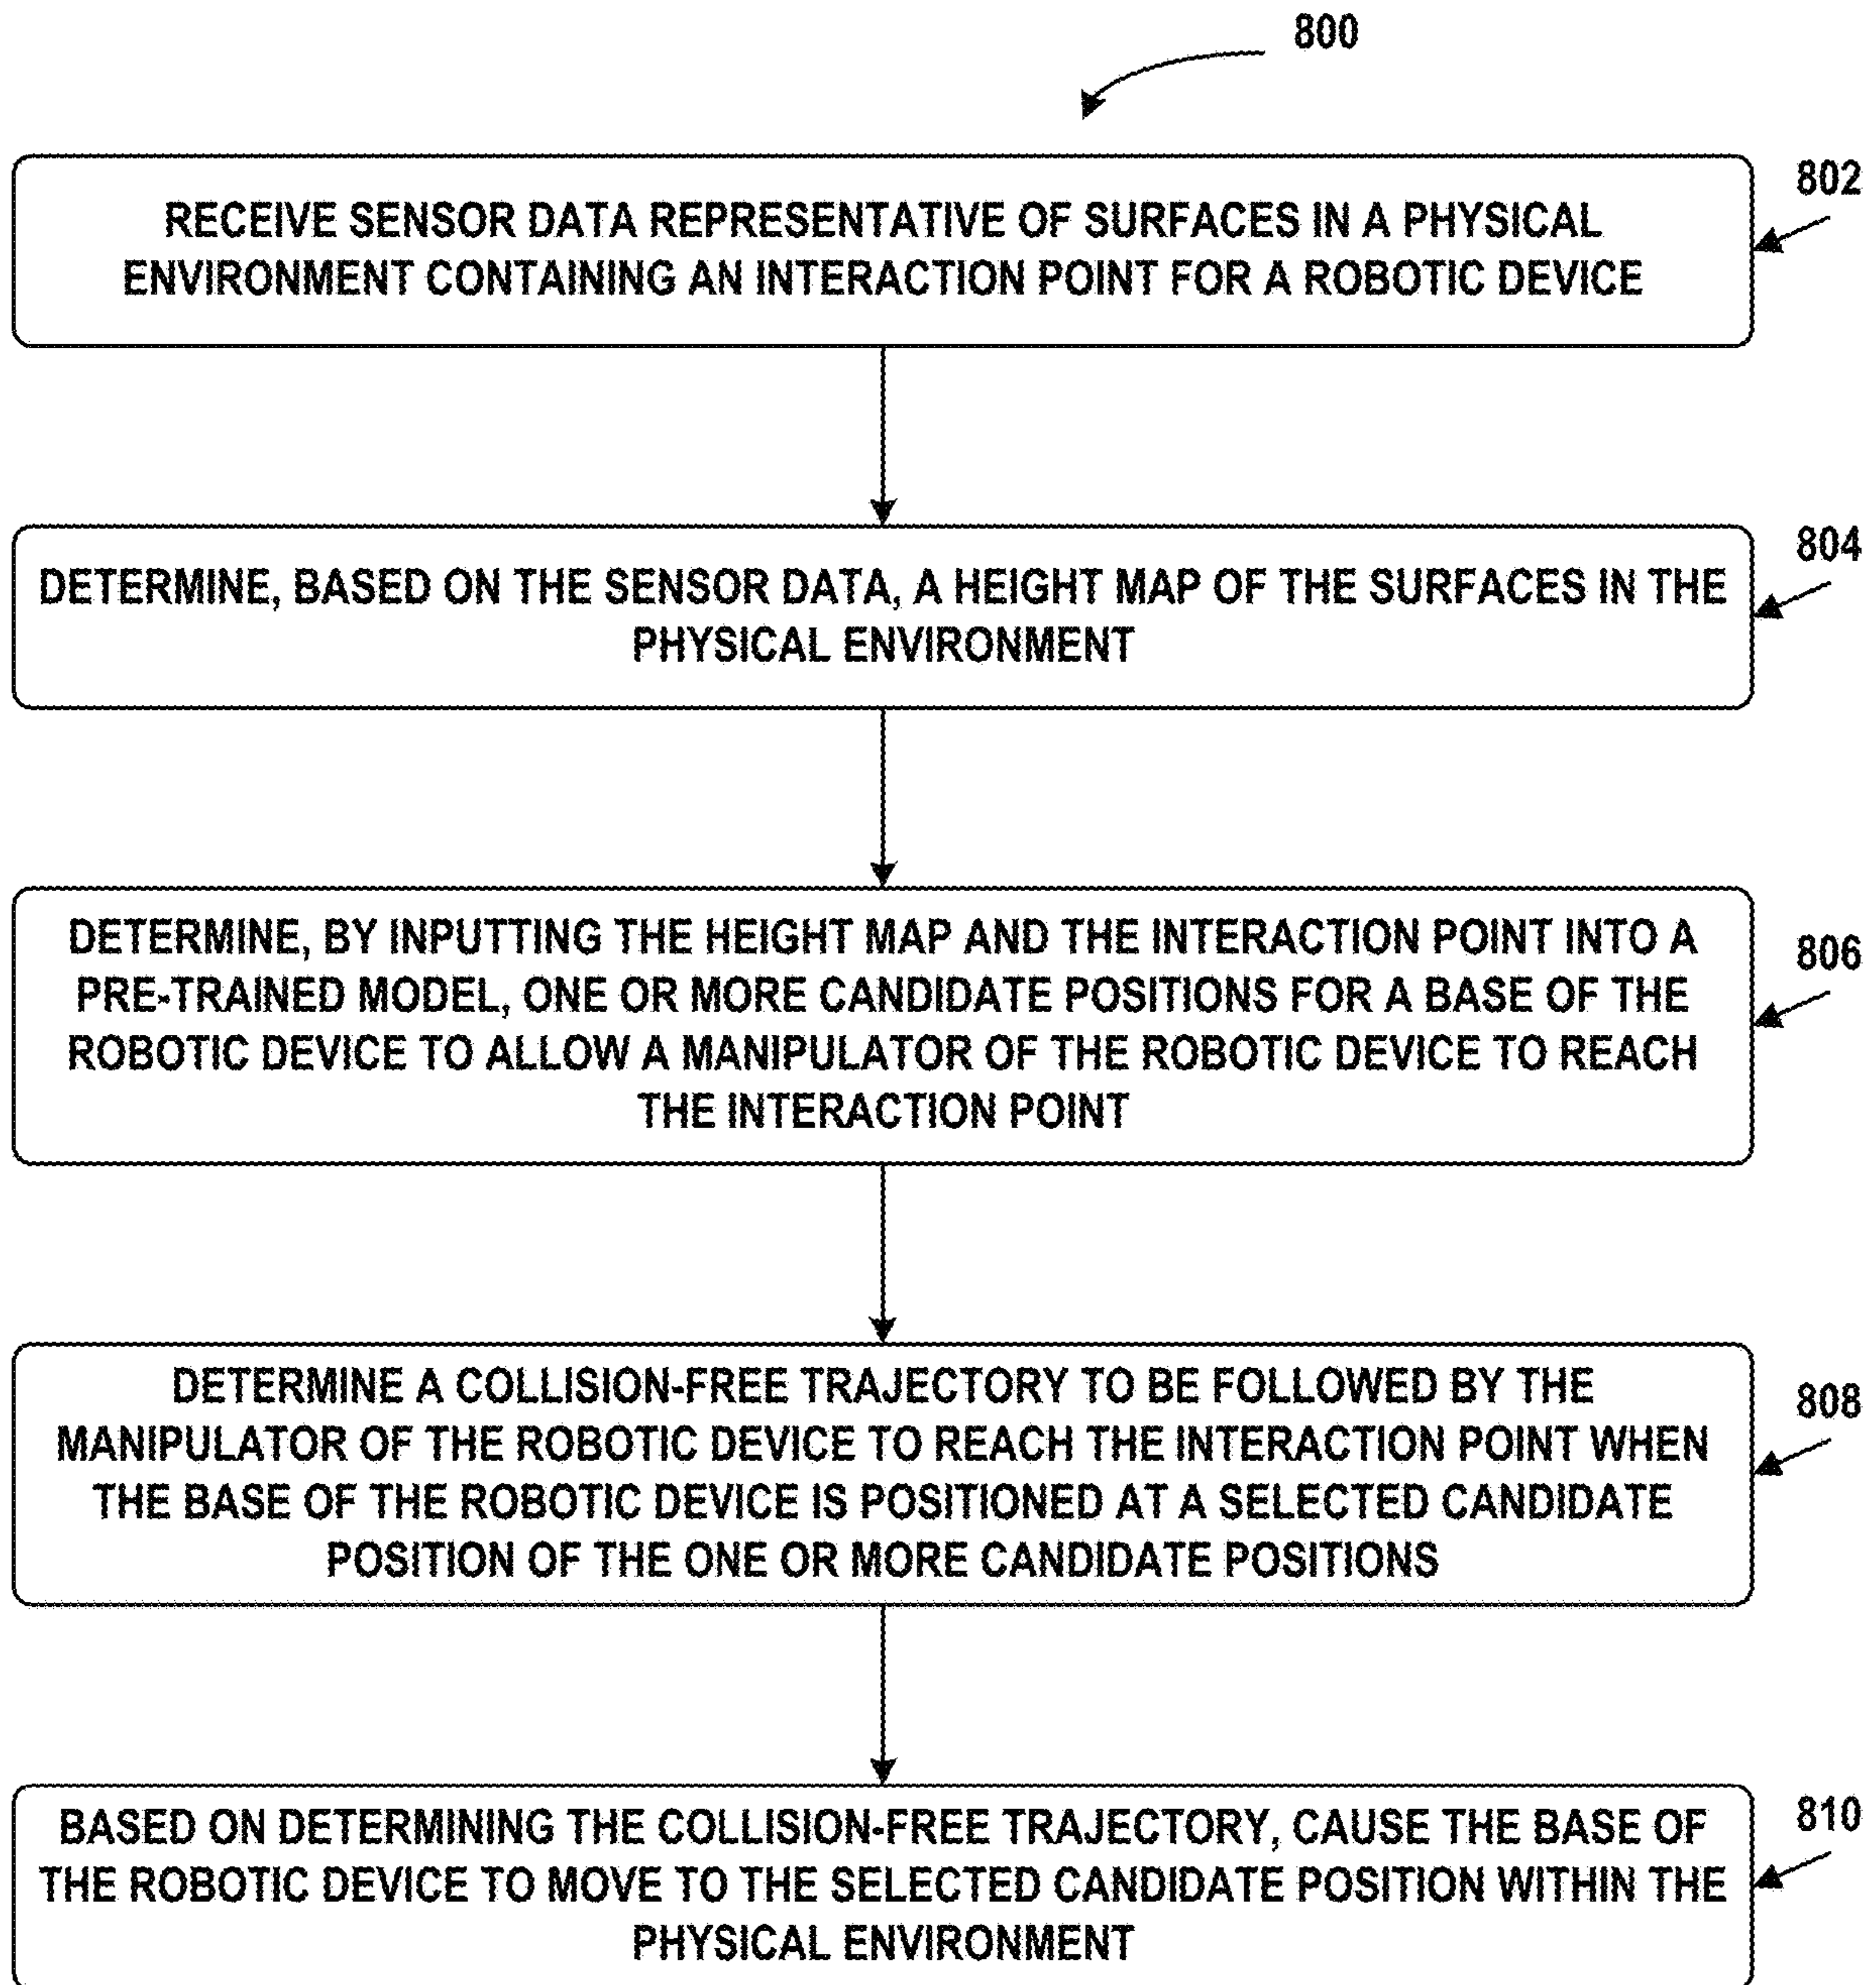 800
802
RECEIVE SENSOR DATA REPRESENTATIVE OF SURFACES IN A PHYSICAL
ENVIRONMENT CONTAINING AN INTERACTION POINT FOR A ROBOTIC DEVICE
804
DETERMINE, BASED ON THE SENSOR DATA, A HEIGHT MAP OF THE SURFACES IN THE
PHYSICAL ENVIRONMENT
806
DETERMINE, BY INPUTTING THE HEIGHT MAP AND THE INTERACTION POINT INTO A
PRE-TRAINED MODEL, ONE OR MORE CANDIDATE POSITIONS FOR A BASE OF THE
ROBOTIC DEVICE TO ALLOW A MANIPULATOR OF THE ROBOTIC DEVICE TO REACH
THE INTERACTION POINT
808
DETERMINE A COLLISION-FREE TRAJECTORY TO BE FOLLOWED BY THE
MANIPULATOR OF THE ROBOTIC DEVICE TO REACH THE INTERACTION POINT WHEN
THE BASE OF THE ROBOTIC DEVICE IS POSITIONED AT A SELECTED CANDIDATE
POSITION OF THE ONE OR MORE CANDIDATE POSITIONS
810
BASED ON DETERMINING THE COLLISION-FREE TRAJECTORY, CAUSE THE BASE OF
THE ROBOTIC DEVICE TO MOVE TO THE SELECTED CANDIDATE POSITION WITHIN THE
PHYSICAL ENVIRONMENT